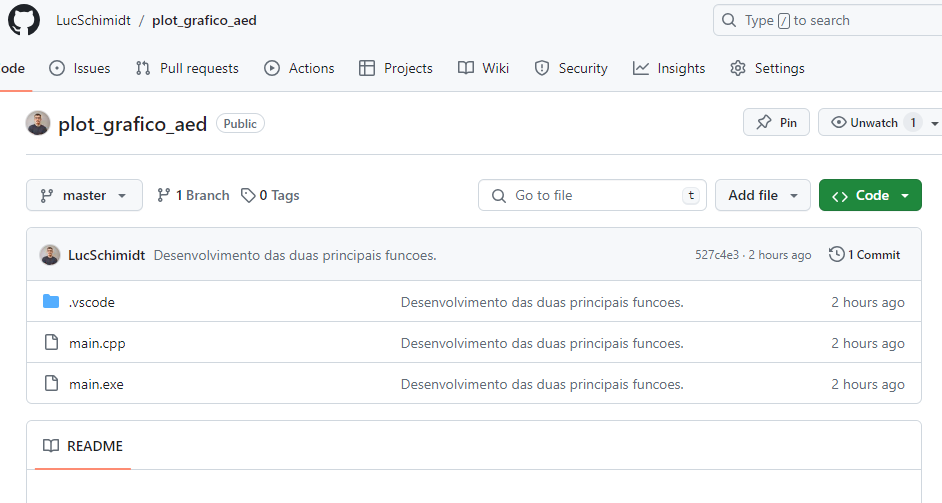 LucSchimidt / plot_grafico_aed
Type / to search
ode Issues Pull requests Actions Projects Wiki Security Insights Settings
plot_grafico_aed Public
Pin
Unwatch 1
master 1 Branch 0 Tags
Go to file t
Add file
Code
LucSchimidt Desenvolvimento das duas principais funcoes. 527c4e3 · 2 hours ago 1 Commit
.vscode Desenvolvimento das duas principais funcoes. 2 hours ago
main.cpp Desenvolvimento das duas principais funcoes. 2 hours ago
main.exe Desenvolvimento das duas principais funcoes. 2 hours ago
README